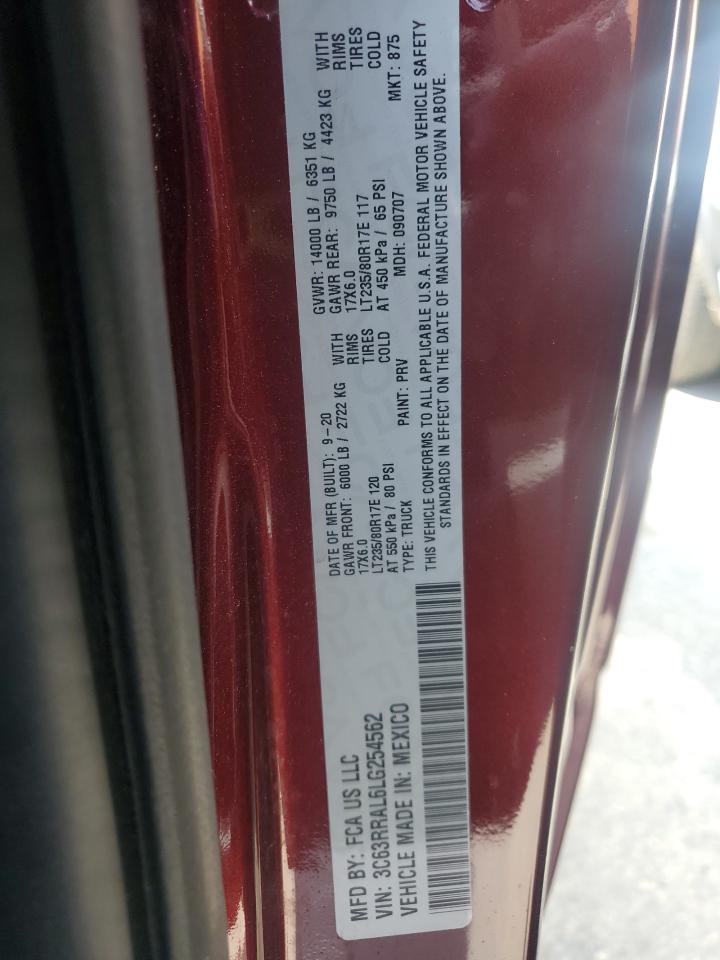 MFD BY: FCA US LLC
VIN: 3C63RRAL6LG254562
VEHICLE MADE IN: MEXICO
DATE OF MFR (BUILT): 9-20
GVWR: 14000 LB / 6351 KG
GAWR FRONT: 6000 LB / 2722 KG WITH
17X6.0 RIMS
LT235/80R17E 120 TIRES
AT 550 kPa / 80 PSI COLD
GAWR REAR: 9750 LB / 4423 KG WITH
17X6.0 RIMS
LT235/80R17E 117 TIRES
AT 450 kPa / 65 PSI COLD
TYPE: TRUCK PAINT: PRV MDH: 090707 MKT: 875
THIS VEHICLE CONFORMS TO ALL APPLICABLE U.S.A. FEDERAL MOTOR VEHICLE SAFETY
STANDARDS IN EFFECT ON THE DATE OF MANUFACTURE SHOWN ABOVE.